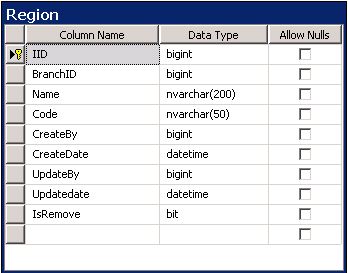 Region
Column Name Data Type Allow Nulls
IID bigint
BranchID bigint
Name nvarchar(200)
Code nvarchar(50)
CreateBy bigint
CreateDate datetime
UpdateBy bigint
Updatedate datetime
IsRemove bit